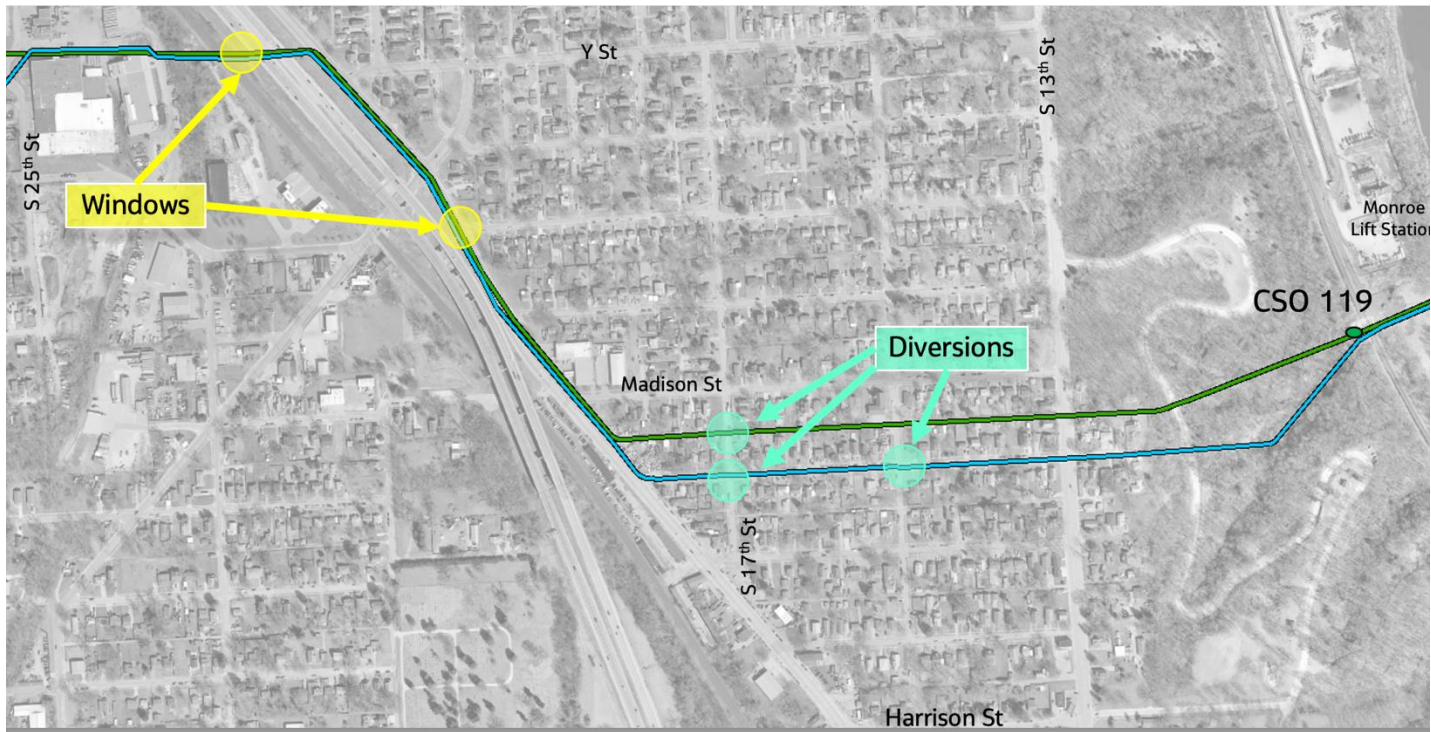 Y St
S 13th St
S 25th St
Windows
Monroe
Lift Station
CSO 119
Diversions
Madison St
S 17th St
Harrison St